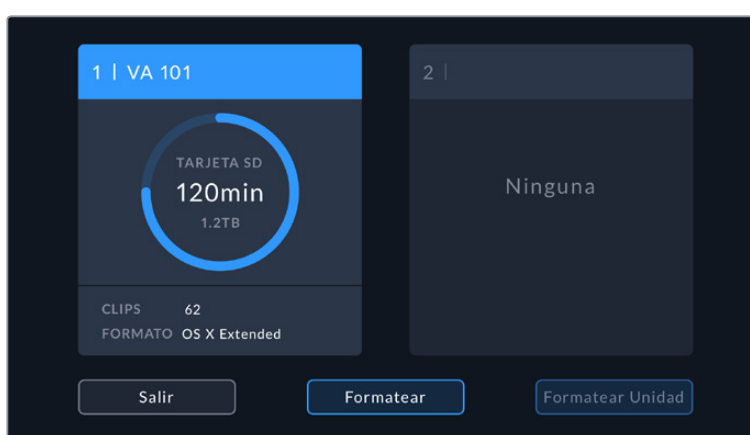 1 | VA 101
TARJETA SD
120min
1.2TB
CLIPS 62
FORMATO OS X Extended
2 |
Ninguna
Salir
Formatear
Formatear Unidad